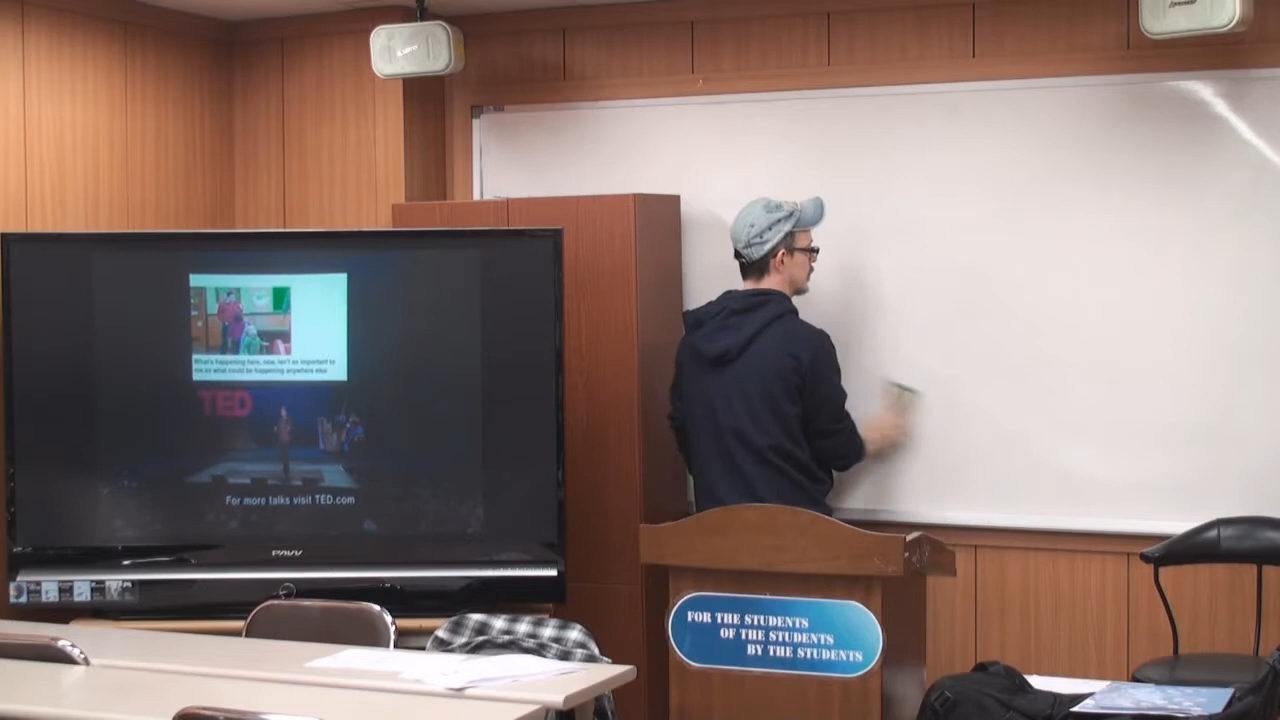 What's happening here, now, isn't as important to
me as what could be happening anywhere else
TED
For more talks visit TED.com
PAVV
FOR THE STUDENTS
OF THE STUDENTS
BY THE STUDENTS